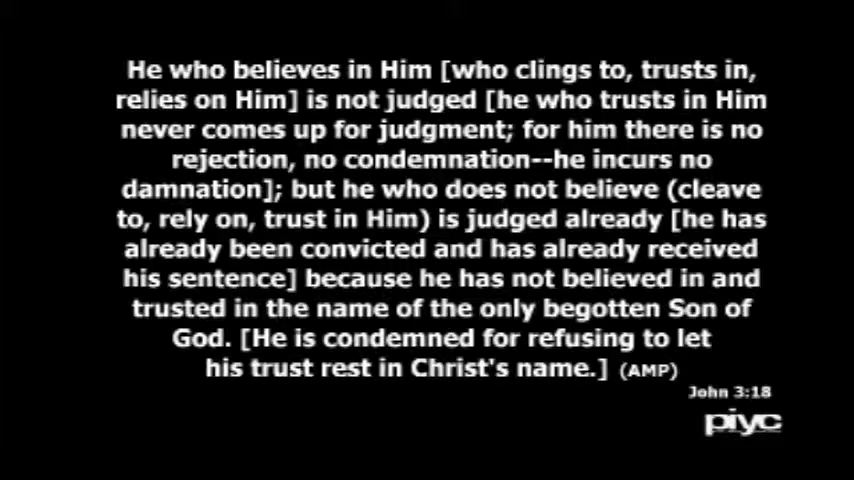 He who believes in Him [who clings to, trusts in,
relies on Him] is not judged [he who trusts in Him
never comes up for judgment; for him there is no
rejection, no condemnation--he incurs no
damnation]; but he who does not believe (cleave
to, rely on, trust in Him) is judged already [he has
already been convicted and has already received
his sentence] because he has not believed in and
trusted in the name of the only begotten Son of
God. [He is condemned for refusing to let
his trust rest in Christ's name.] (AMP)
John 3:18
piyc